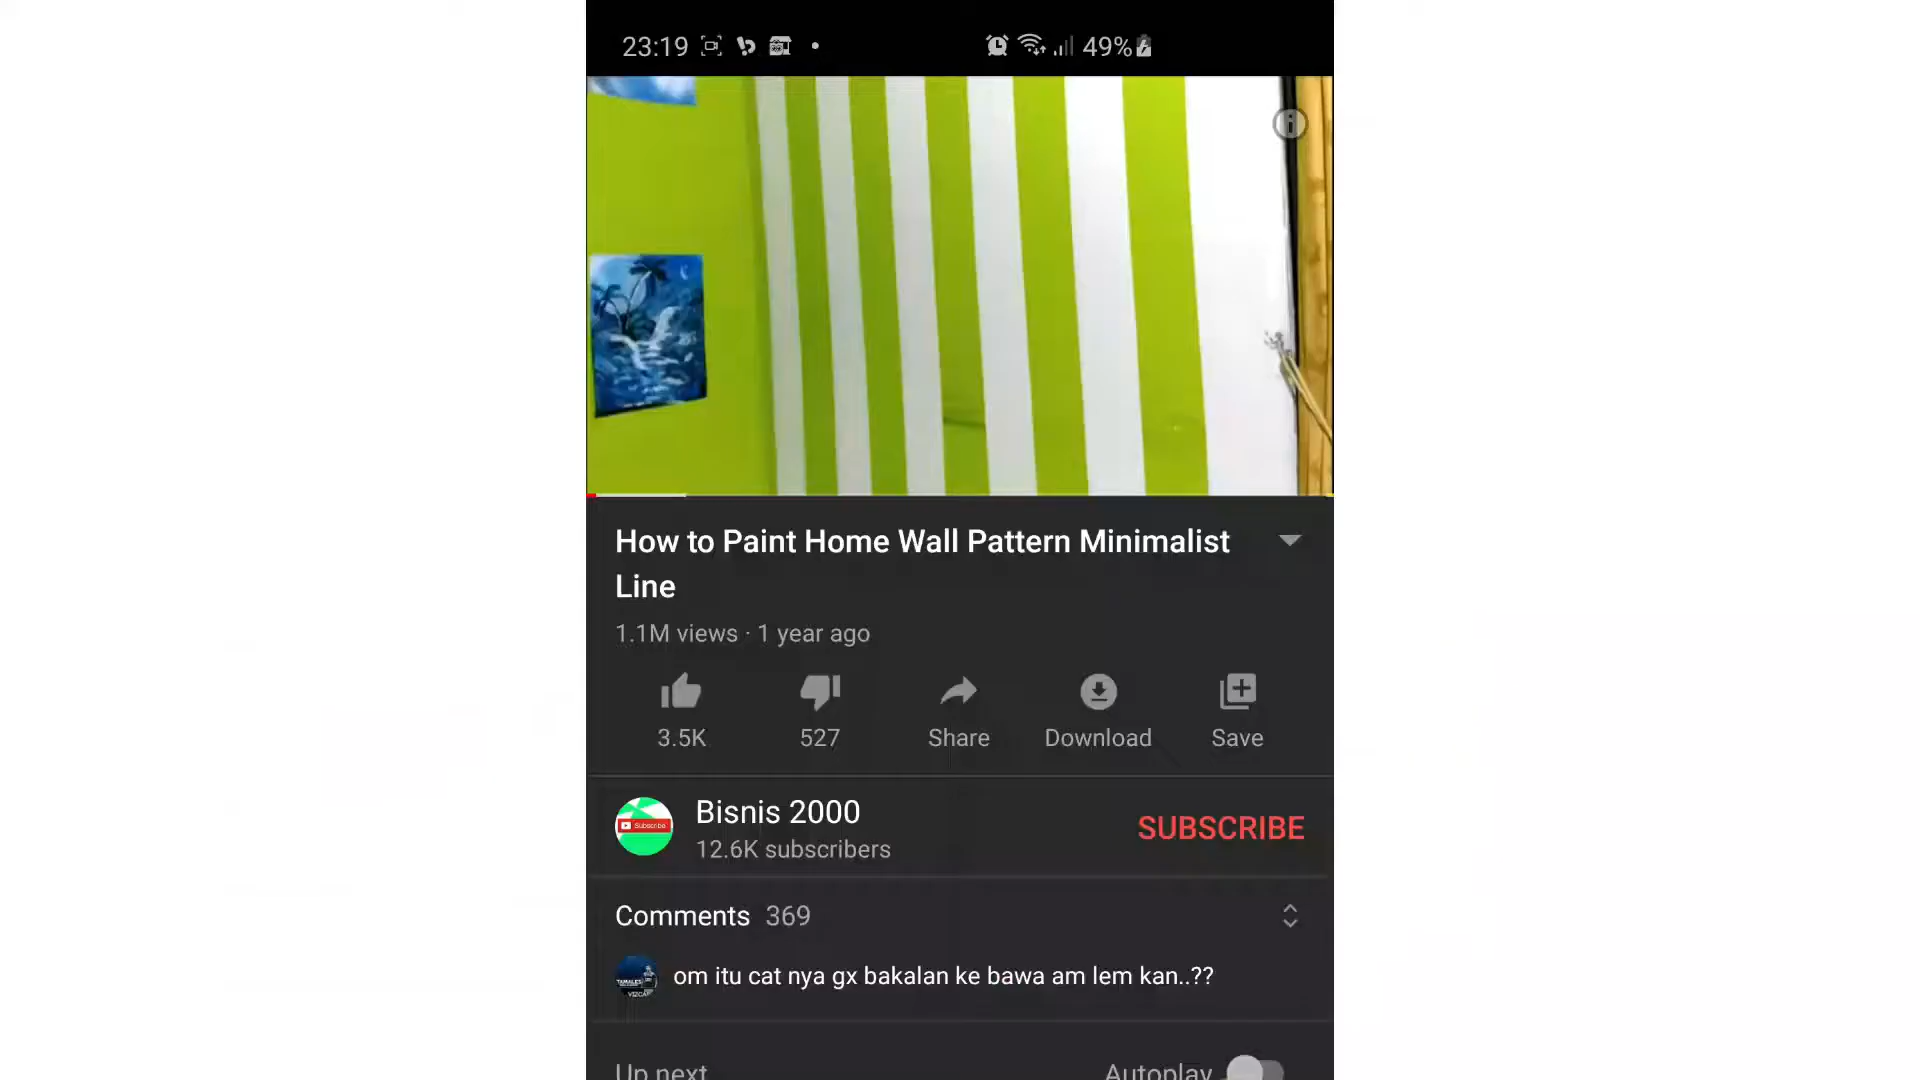 23:19 49%
How to Paint Home Wall Pattern Minimalist
Line
1.1M views · 1 year ago
3.5K 527 Share Download Save
Subscribe
Bisnis 2000
12.6K subscribers
SUBSCRIBE
Comments 369
om itu cat nya gx bakalan ke bawa am lem kan..??
Up next Autoplay